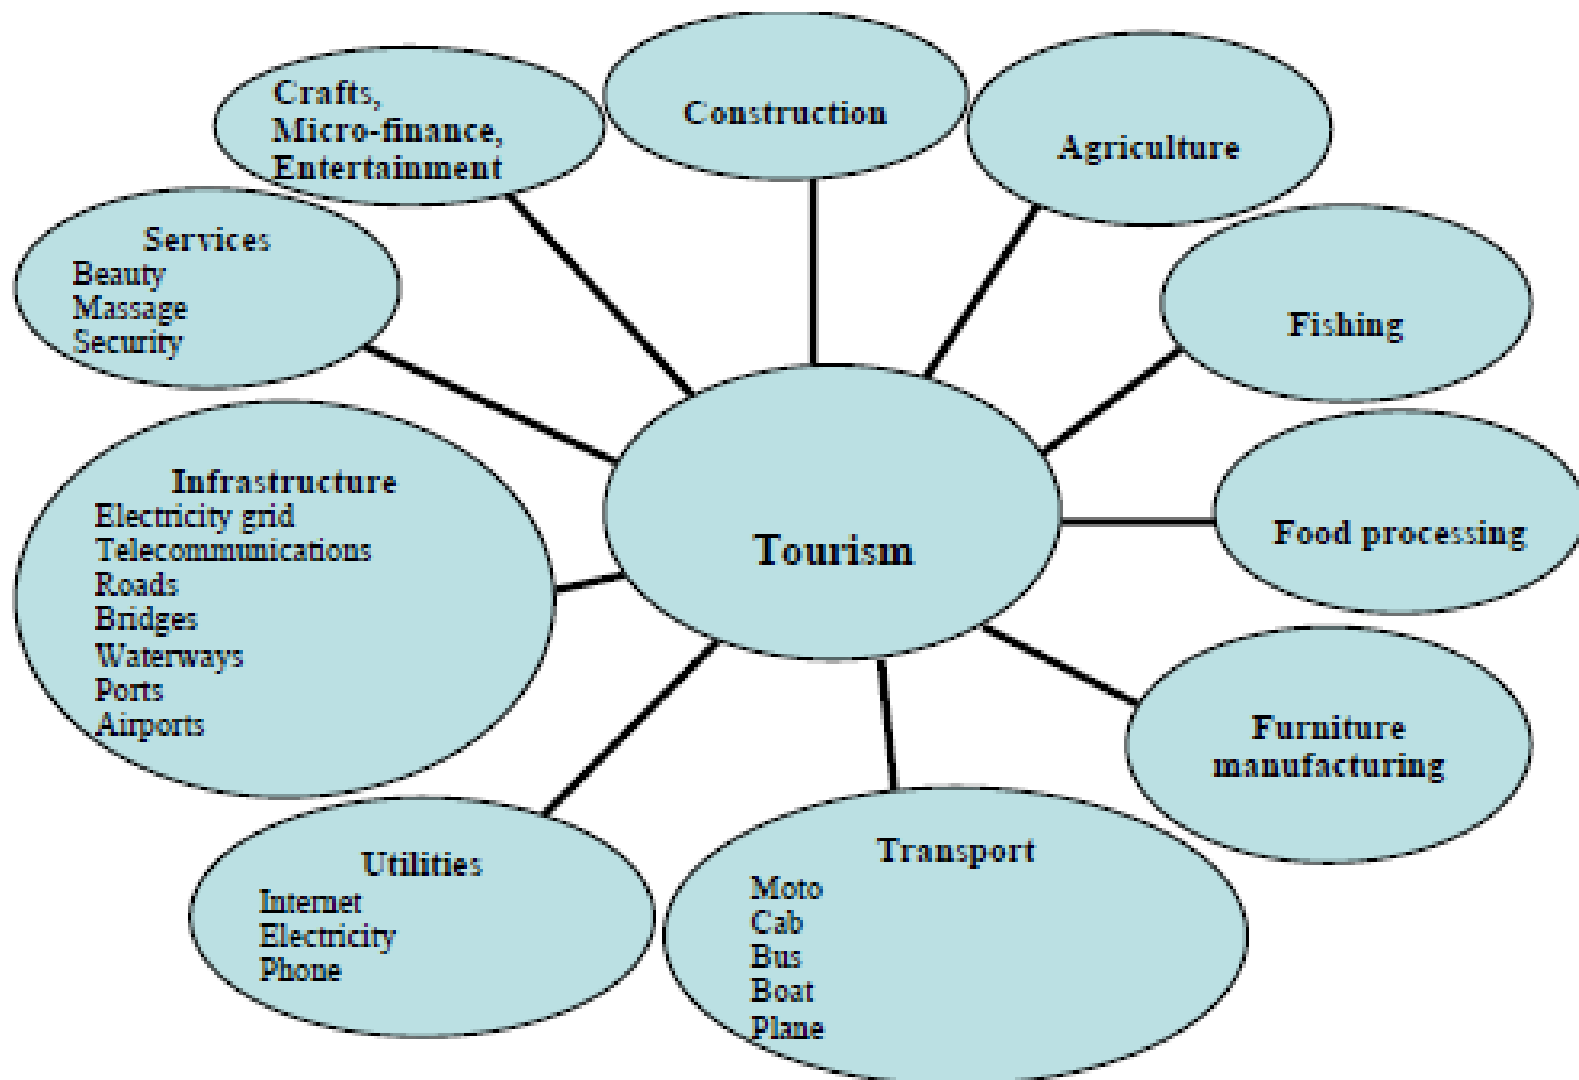 Crafts,
Micro-finance,
Entertainment
Construction
Agriculture
Services
Beauty
Massage
Security
Fishing
Infrastructure
Electricity grid
Telecommunications
Roads
Bridges
Waterways
Ports
Airports
Tourism
Food processing
Furniture
manufacturing
Utilities
Internet
Electricity
Phone
Transport
Moto
Cab
Bus
Boat
Plane